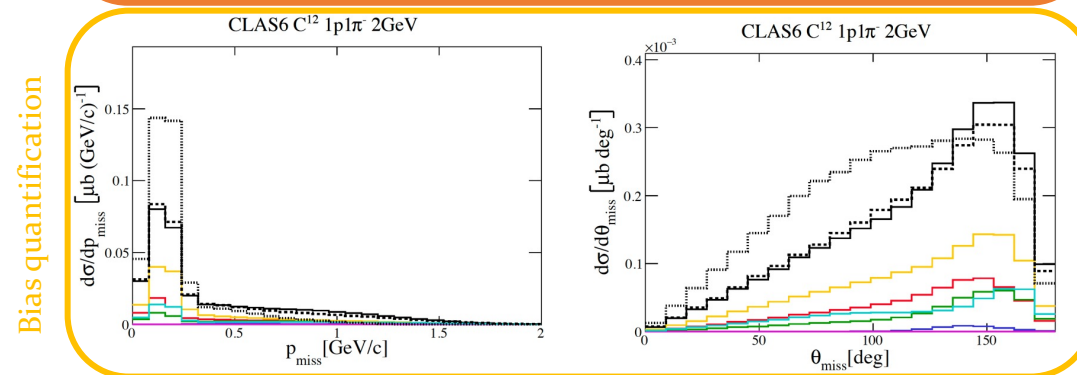 Bias quantification
CLAS6 C¹² 1p1π⁻ 2GeV
dσ/dp_miss [μb (GeV/c)⁻¹]
0.15
0.1
0.05
0
0.5
1
1.5
2
p_miss[GeV/c]
CLAS6 C¹² 1p1π⁻ 2GeV
×10⁻³
dσ/dθ_miss [μb deg⁻¹]
0.4
0.3
0.2
0.1
0
0
50
100
150
θ_miss[deg]